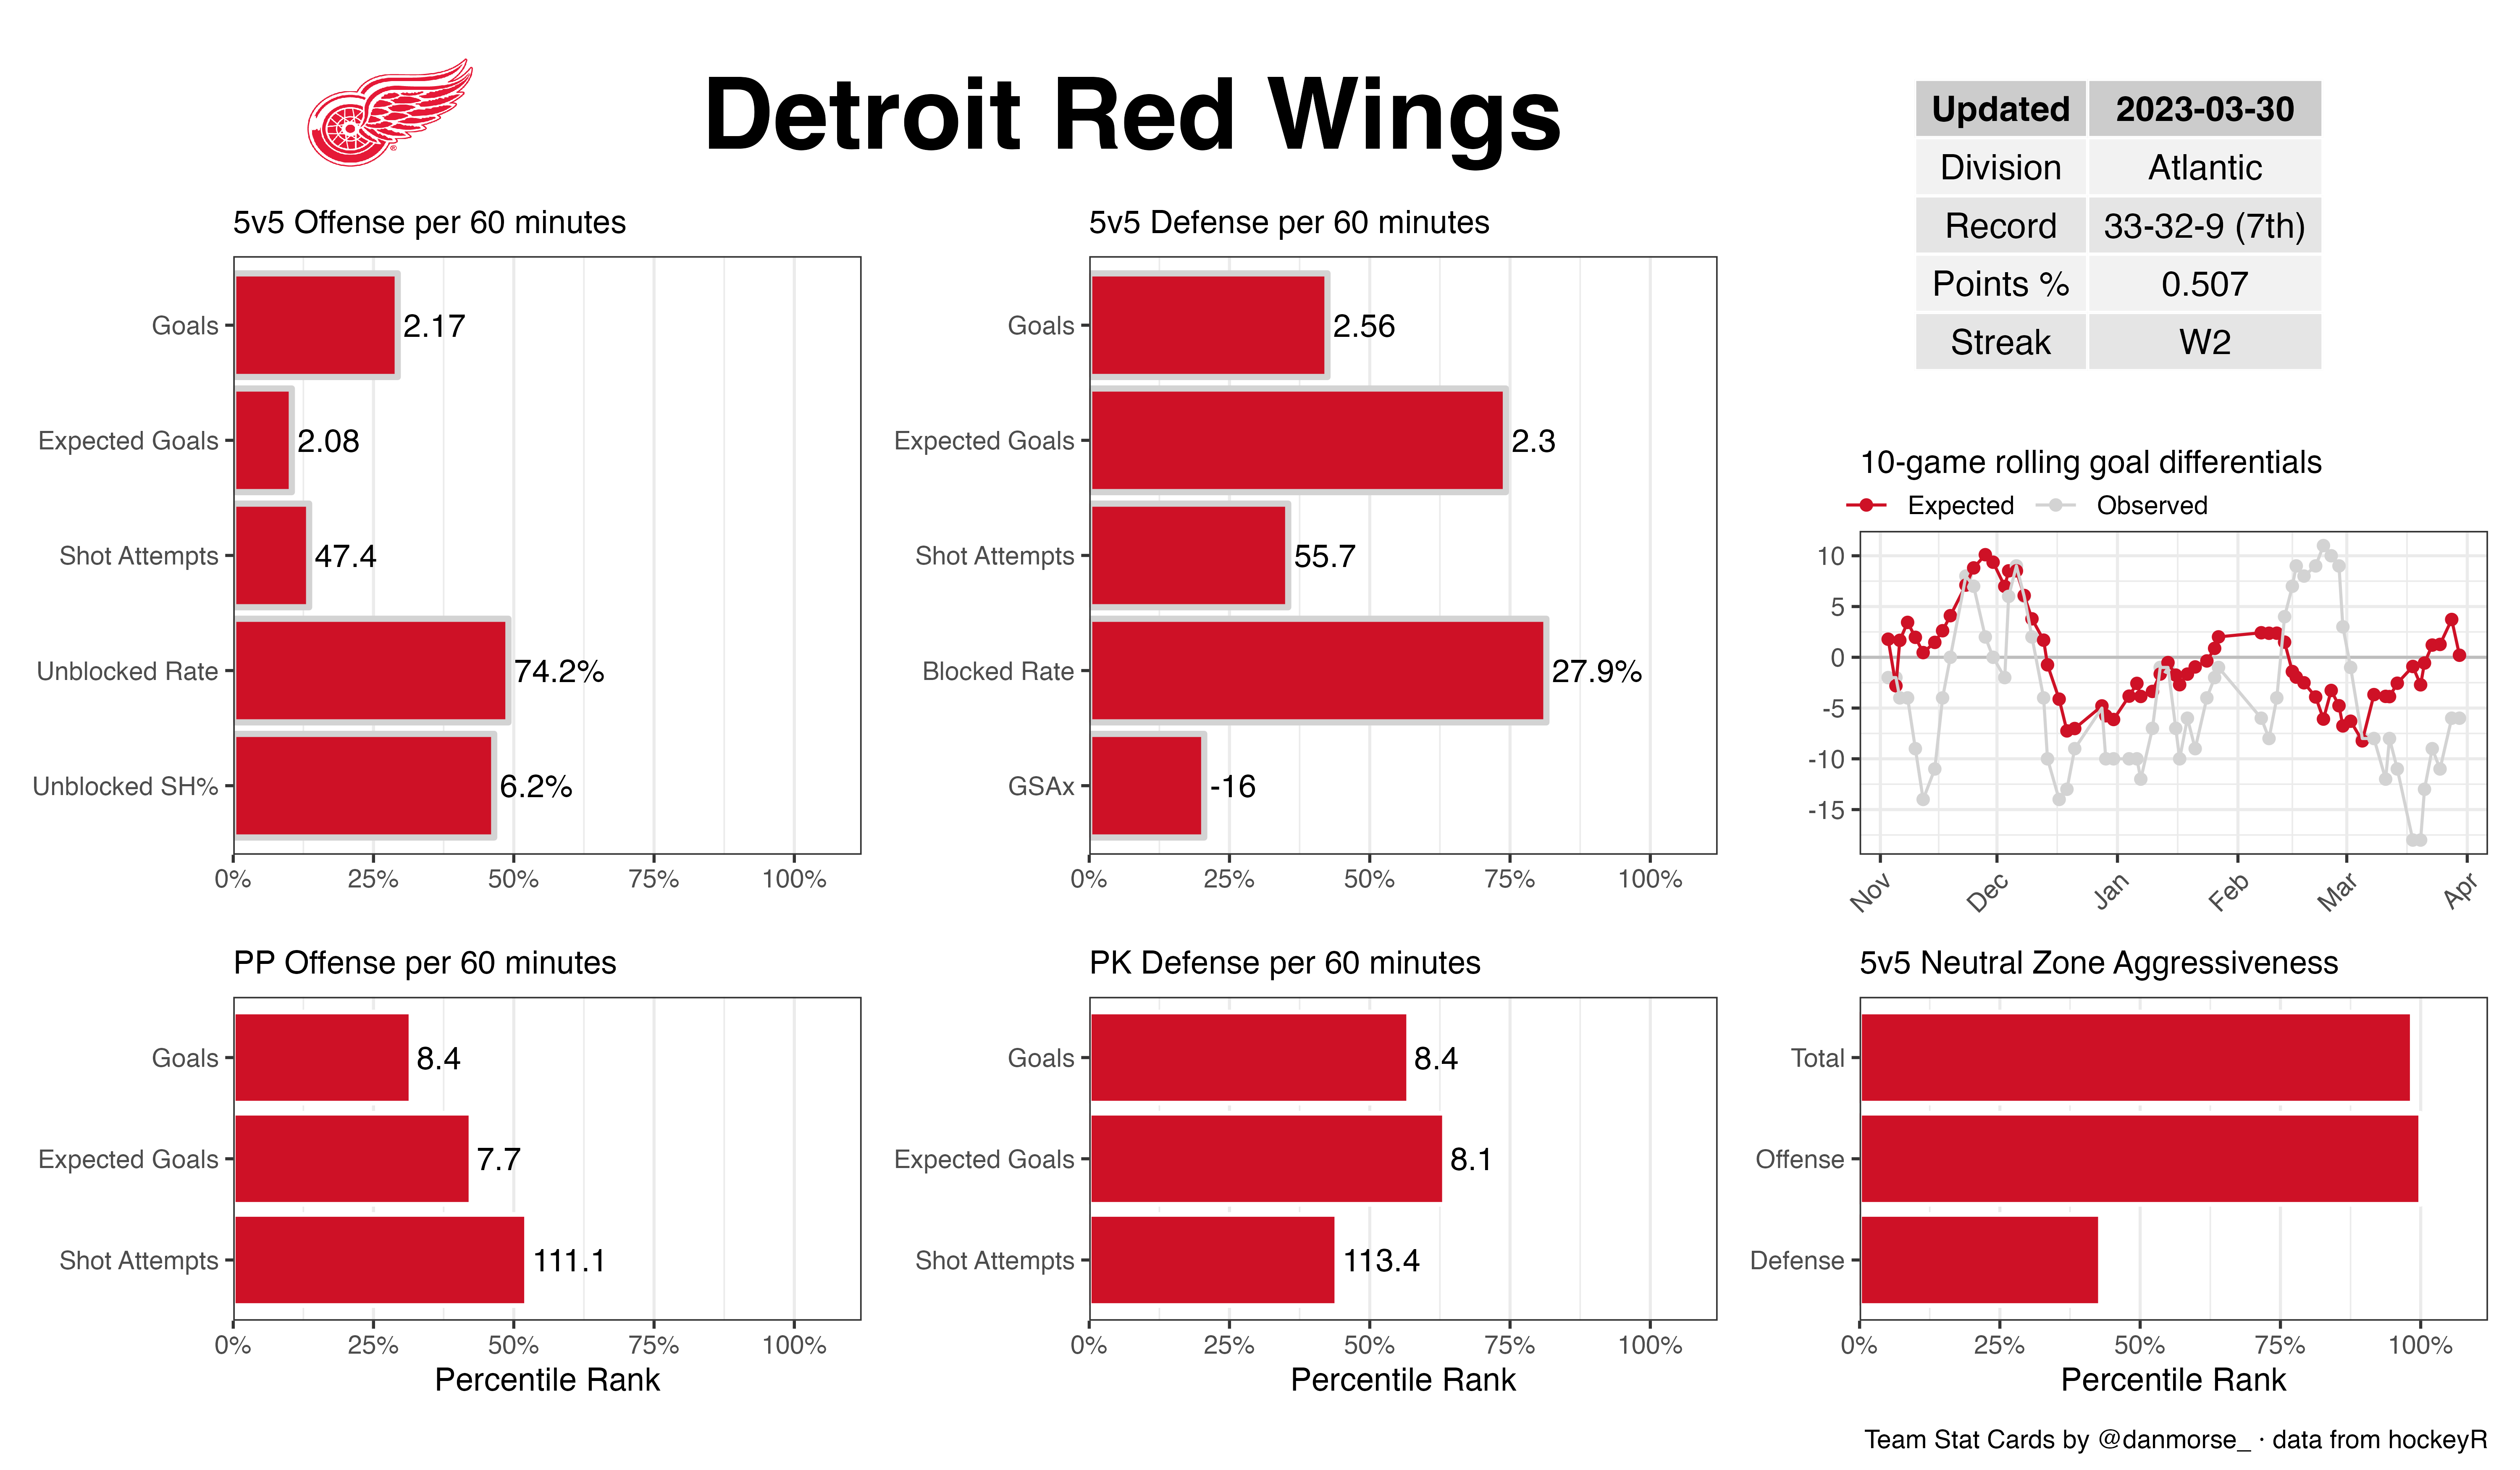 Detroit Red Wings
Updated 2023-03-30
Division Atlantic
Record 33-32-9 (7th)
Points % 0.507
Streak W2
5v5 Offense per 60 minutes
Goals 2.17
Expected Goals 2.08
Shot Attempts 47.4
Unblocked Rate 74.2%
Unblocked SH% 6.2%
0% 25% 50% 75% 100%
5v5 Defense per 60 minutes
Goals 2.56
Expected Goals 2.3
Shot Attempts 55.7
Blocked Rate 27.9%
GSAx -16
0% 25% 50% 75% 100%
10-game rolling goal differentials
Expected Observed
10
5
0
-5
-10
-15
Nov Dec Jan Feb Mar Apr
PP Offense per 60 minutes
Goals 8.4
Expected Goals 7.7
Shot Attempts 111.1
0% 25% 50% 75% 100%
Percentile Rank
PK Defense per 60 minutes
Goals 8.4
Expected Goals 8.1
Shot Attempts 113.4
0% 25% 50% 75% 100%
Percentile Rank
5v5 Neutral Zone Aggressiveness
Total
Offense
Defense
0% 25% 50% 75% 100%
Percentile Rank
Team Stat Cards by @danmorse_ · data from hockeyR